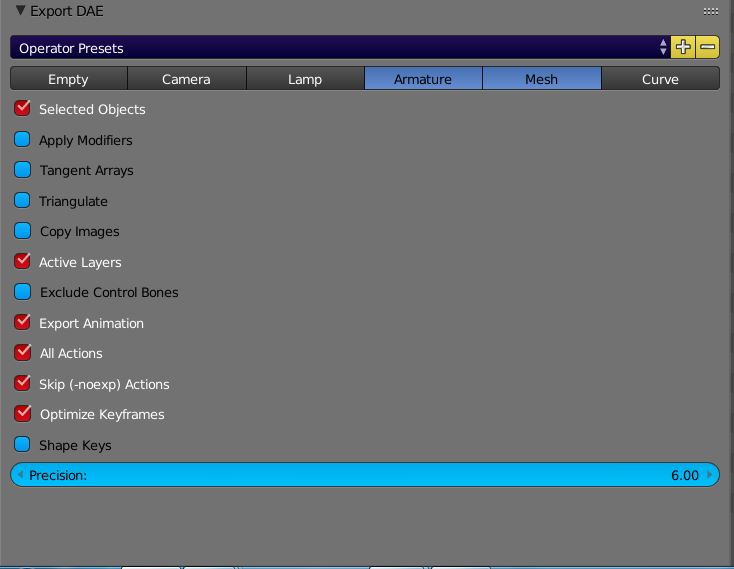 Export DAE
Operator Presets
Empty Camera Lamp Armature Mesh Curve
Selected Objects
Apply Modifiers
Tangent Arrays
Triangulate
Copy Images
Active Layers
Exclude Control Bones
Export Animation
All Actions
Skip (-noexp) Actions
Optimize Keyframes
Shape Keys
Precision: 6.00